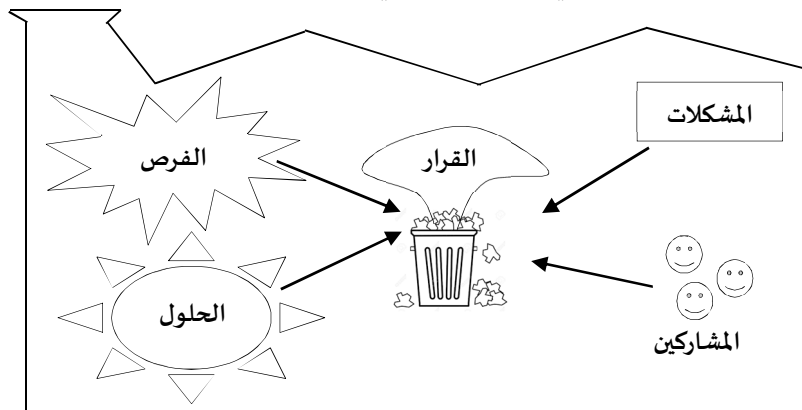 المشكلات
القرار
الفرص
الحلول
المشاركين